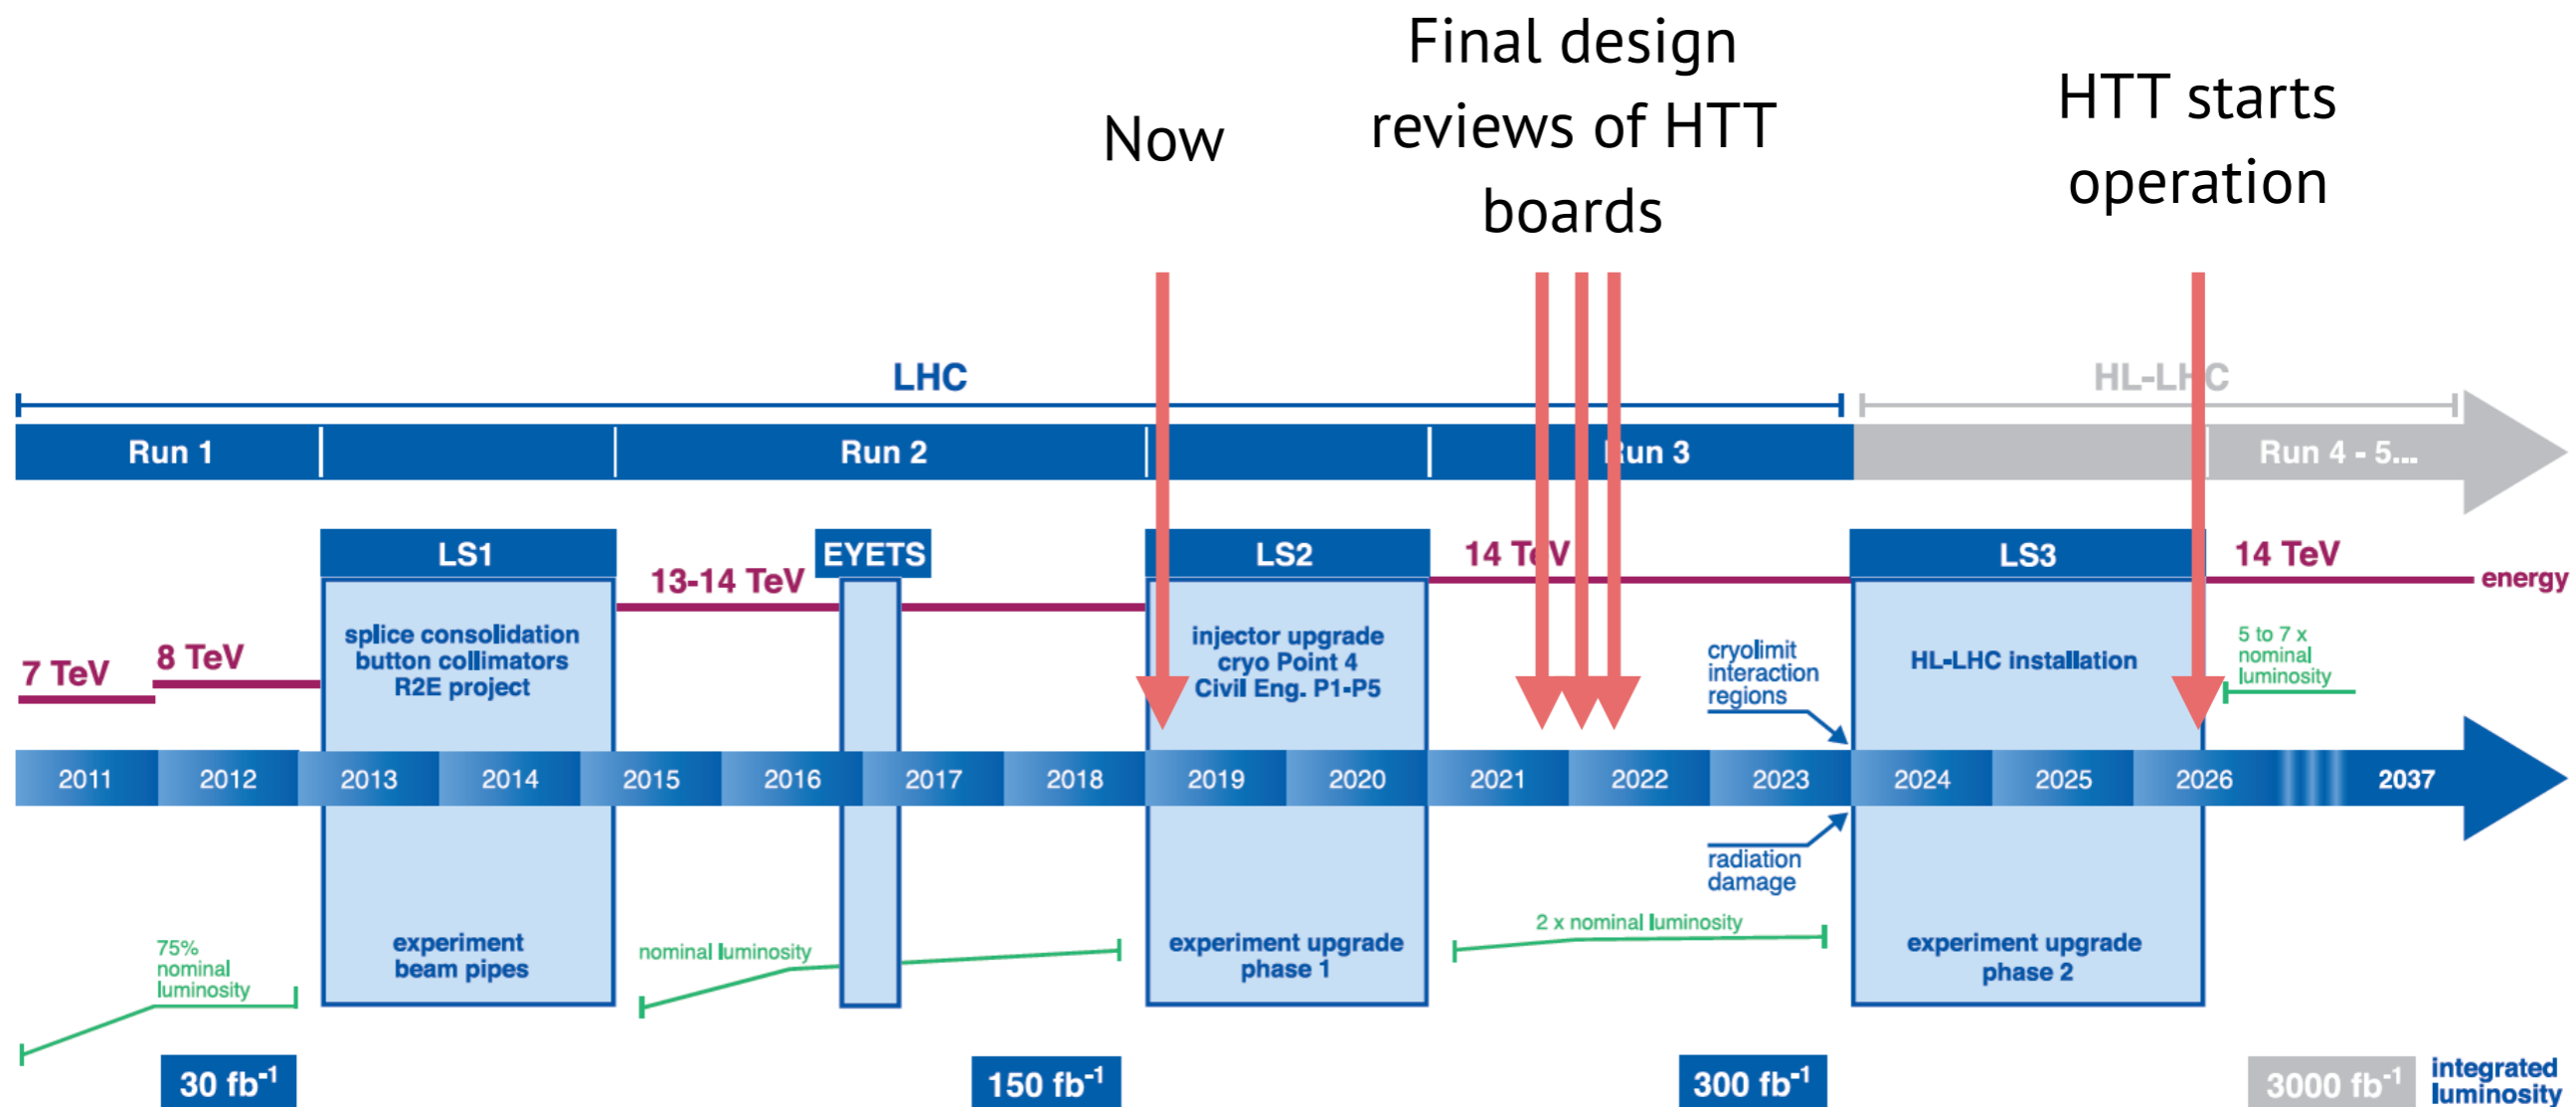 Final design
reviews of HTT
boards
Now
HTT starts
operation
LHC
HL-LHC
Run 1
Run 2
Run 3
Run 4 - 5...
LS1
EYETS
LS2
14 TeV
LS3
14 TeV
energy
13-14 TeV
splice consolidation
button collimators
R2E project
injector upgrade
cryo Point 4
Civil Eng. P1-P5
cryolimit
interaction
regions
HL-LHC installation
5 to 7 x
nominal
luminosity
7 TeV
8 TeV
2011
2012
2013
2014
2015
2016
2017
2018
2019
2020
2021
2022
2023
2024
2025
2026
2037
radiation
damage
75%
nominal
luminosity
experiment
beam pipes
nominal luminosity
experiment upgrade
phase 1
2 x nominal luminosity
experiment upgrade
phase 2
30 fb⁻¹
150 fb⁻¹
300 fb⁻¹
3000 fb⁻¹
integrated
luminosity